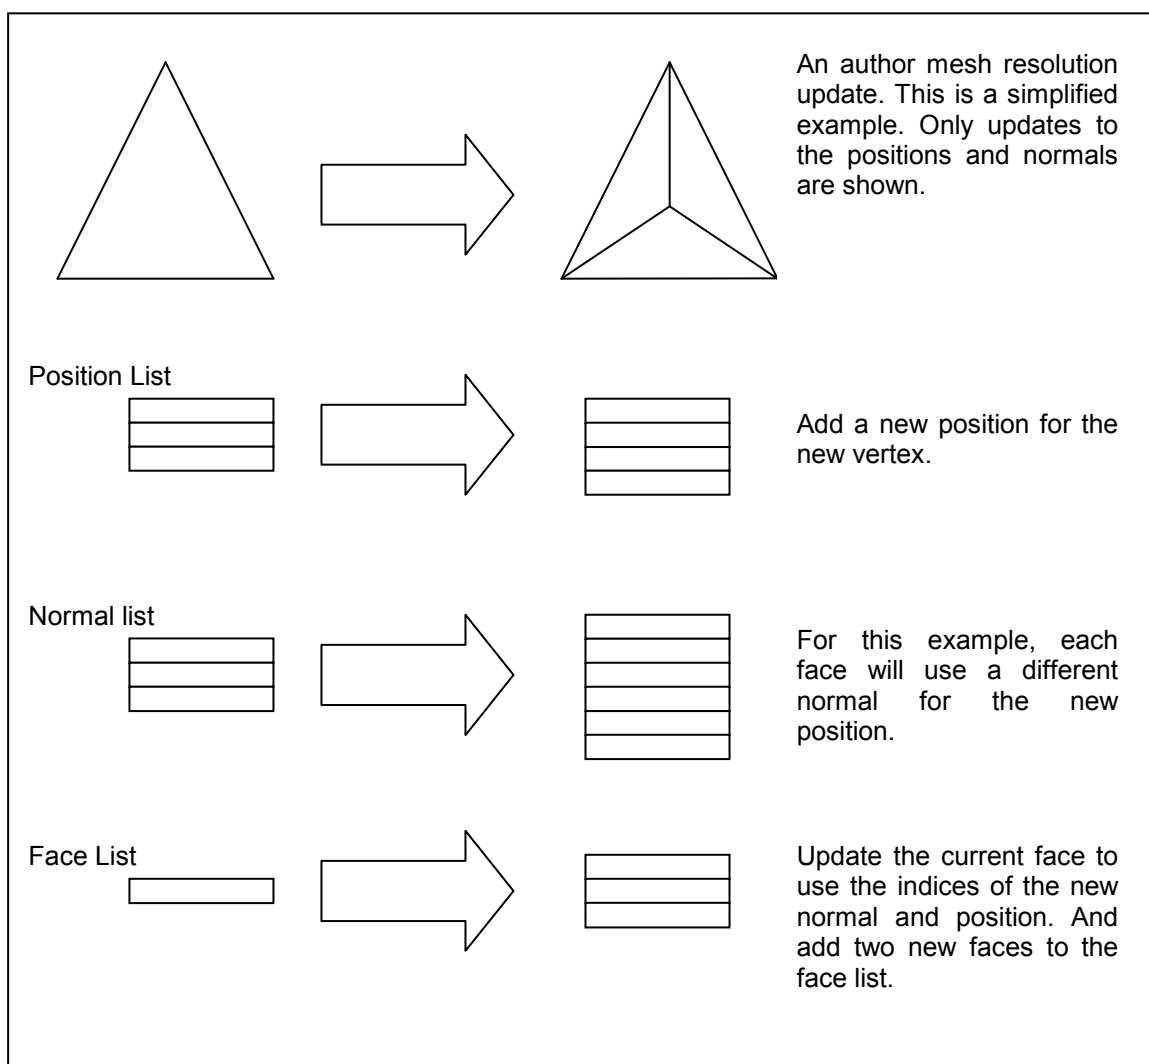 An author mesh resolution
update. This is a simplified
example. Only updates to
the positions and normals
are shown.
Position List
Add a new position for the
new vertex.
Normal list
For this example, each
face will use a different
normal for the new
position.
Face List
Update the current face to
use the indices of the new
normal and position. And
add two new faces to the
face list.